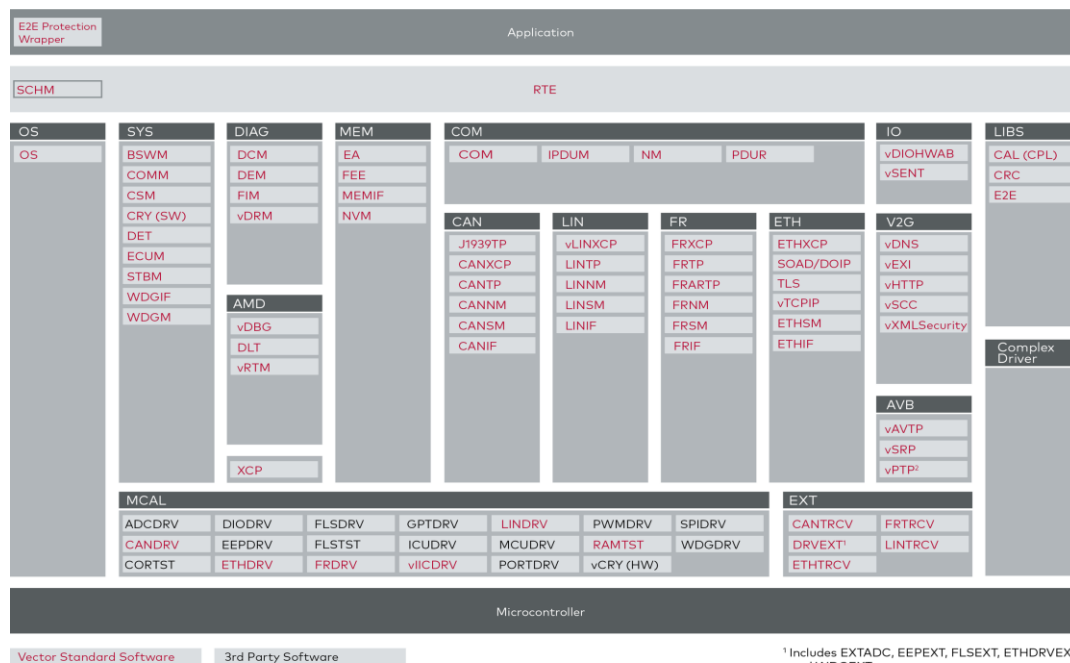 E2E Protection
Wrapper
Application
SCHM
RTE
OS
OS
SYS
BSWM
COMM
CSM
CRY (SW)
DET
ECUM
STBM
WDGIF
WDGM
DIAG
DCM
DEM
FIM
vDRM
AMD
vDBG
DLT
vRTM
XCP
MEM
EA
FEE
MEMIF
NVM
COM
COM IPDUM NM PDUR
CAN
J1939TP
CANXCP
CANTP
CANNM
CANSM
CANIF
LIN
vLINXCP
LINTP
LINNM
LINSM
LINIF
FR
FRXCP
FRTP
FRARTP
FRNM
FRSM
FRIF
ETH
ETHXCP
SOAD/DOIP
TLS
vTCPIP
ETHSM
ETHIF
IO
vDIOHWAB
vSENT
V2G
vDNS
vEXI
vHTTP
vSCC
vXMLSecurity
AVB
vAVTP
vSRP
vPTP²
LIBS
CAL (CPL)
CRC
E2E
Complex
Driver
MCAL
ADCDRV DIODRV FLSDRV GPTDRV LINDRV PWMDRV SPIDRV
CANDRV EEPDRV FLSTST ICUDRV MCUDRV RAMTST WDGDRV
CORTST ETHDRV FRDRV vIICDRV PORTDRV vCRY (HW)
EXT
CANTRCV FRTRCV
DRVEXT¹ LINTRCV
ETHTRCV
Microcontroller
Vector Standard Software 3rd Party Software
¹ Includes EXTADC, EEPEXT, FLSEXT, ETHDRVEX